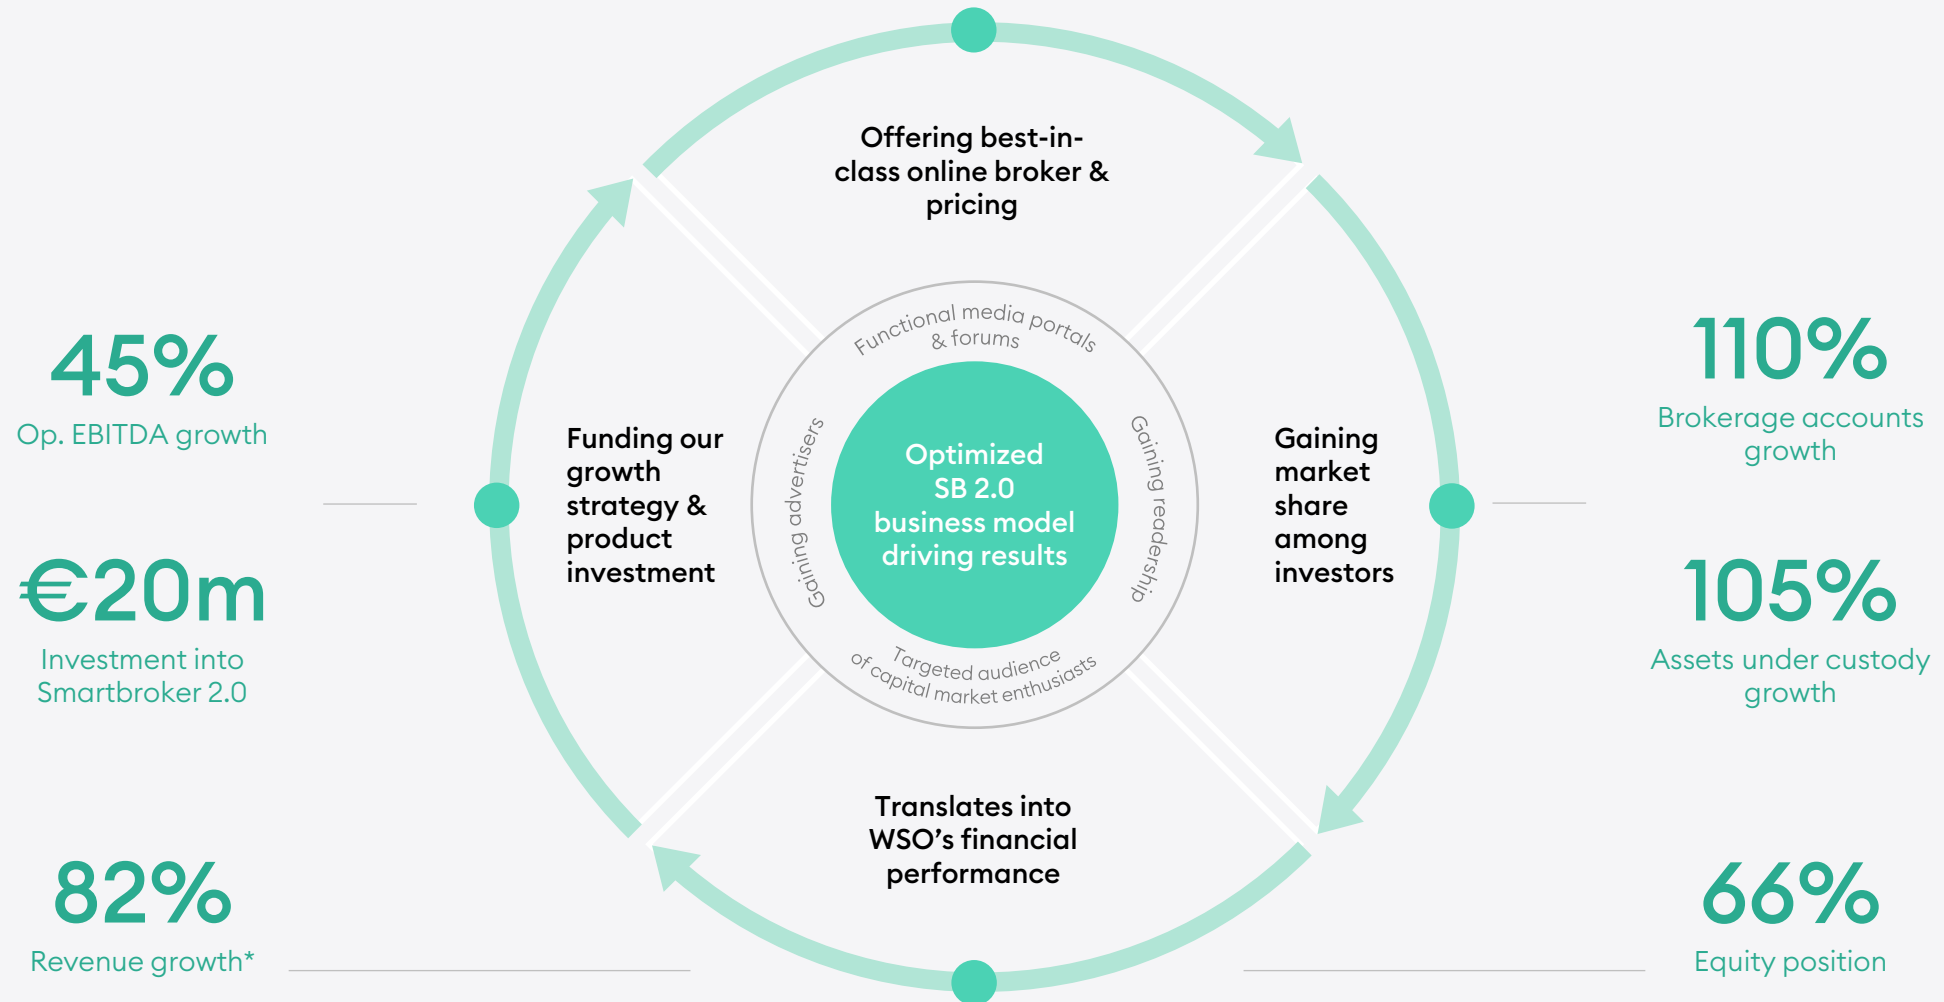 Offering best-in-
class online broker &
pricing
45%
Op. EBITDA growth
€20m
Investment into
Smartbroker 2.0
82%
Revenue growth*
Funding our
growth
strategy &
product
investment
Functional media portals
& forums
Gaining advertisers
Optimized
SB 2.0
business model
driving results
Gaining readership
Targeted audience
of capital market enthusiasts
Gaining
market
share
among
investors
Translates into
WSO’s financial
performance
110%
Brokerage accounts
growth
105%
Assets under custody
growth
66%
Equity position